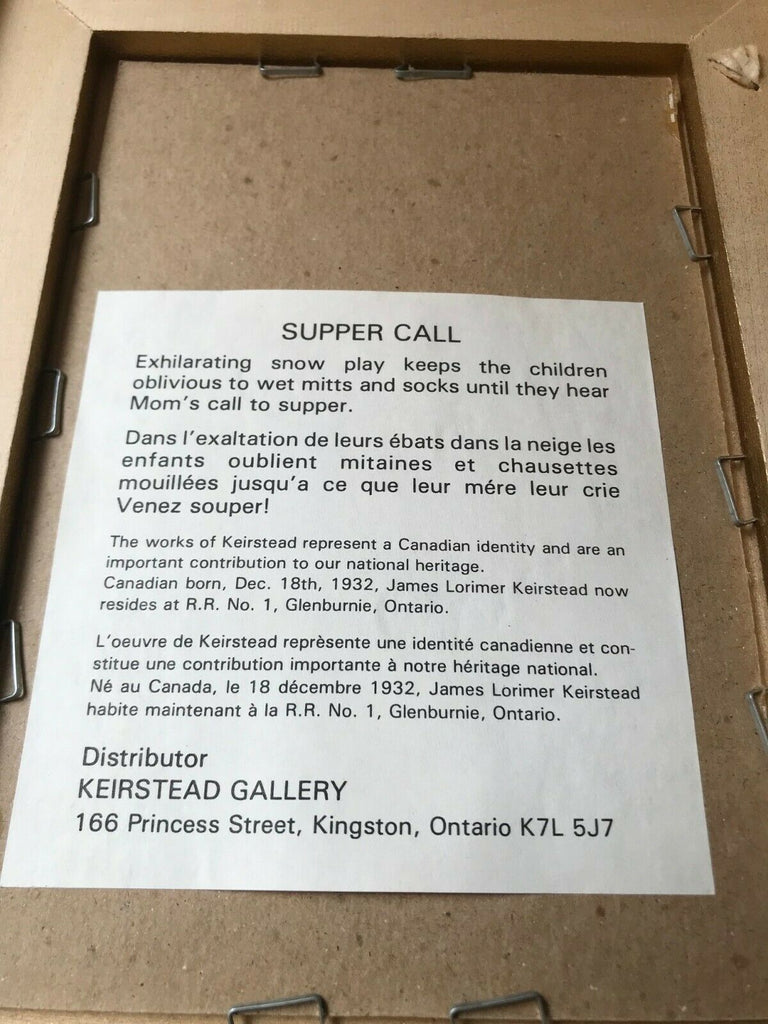 SUPPER CALL
Exhilarating snow play keeps the children
oblivious to wet mitts and socks until they hear
Mom's call to supper.
Dans l'exaltation de leurs ébats dans la neige les
enfants oublient mitaines et chausettes
mouillées jusqu'a ce que leur mére leur crie
Venez souper!
The works of Keirstead represent a Canadian identity and are an
important contribution to our national heritage.
Canadian born, Dec. 18th, 1932, James Lorimer Keirstead now
resides at R.R. No. 1, Glenburnie, Ontario.
L'oeuvre de Keirstead reprèsente une identité canadienne et con-
stitue une contribution importante à notre héritage national.
Né au Canada, le 18 décembre 1932, James Lorimer Keirstead
habite maintenant à la R.R. No. 1, Glenburnie, Ontario.
Distributor
KEIRSTEAD GALLERY
166 Princess Street, Kingston, Ontario K7L 5J7